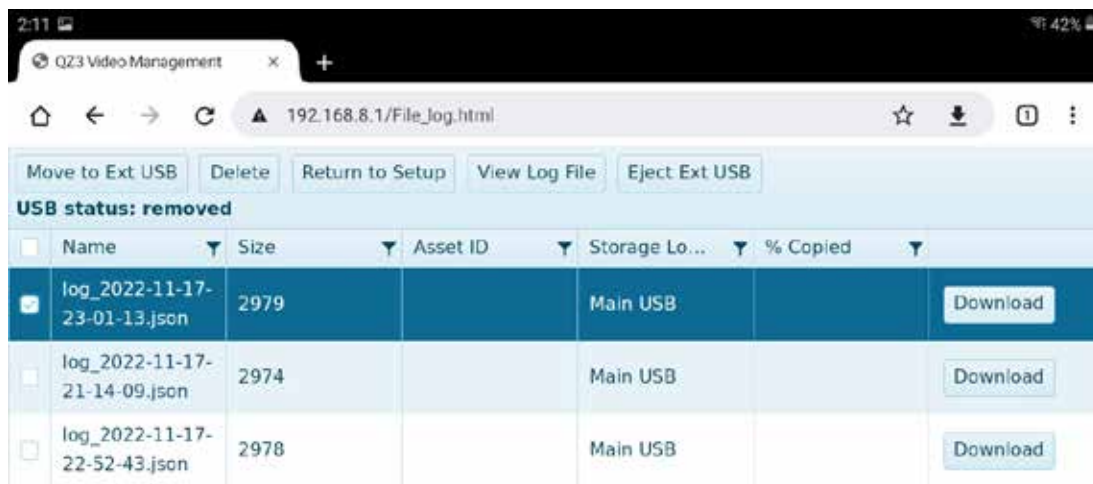 2:11 42%
QZ3 Video Management × +
192.168.8.1/File_log.html 1
Move to Ext USB Delete Return to Setup View Log File Eject Ext USB
USB status: removed
Name Size Asset ID Storage Lo... % Copied
log_2022-11-17-
23-01-13.json 2979 Main USB Download
log_2022-11-17-
21-14-09.json 2974 Main USB Download
log_2022-11-17-
22-52-43.json 2978 Main USB Download